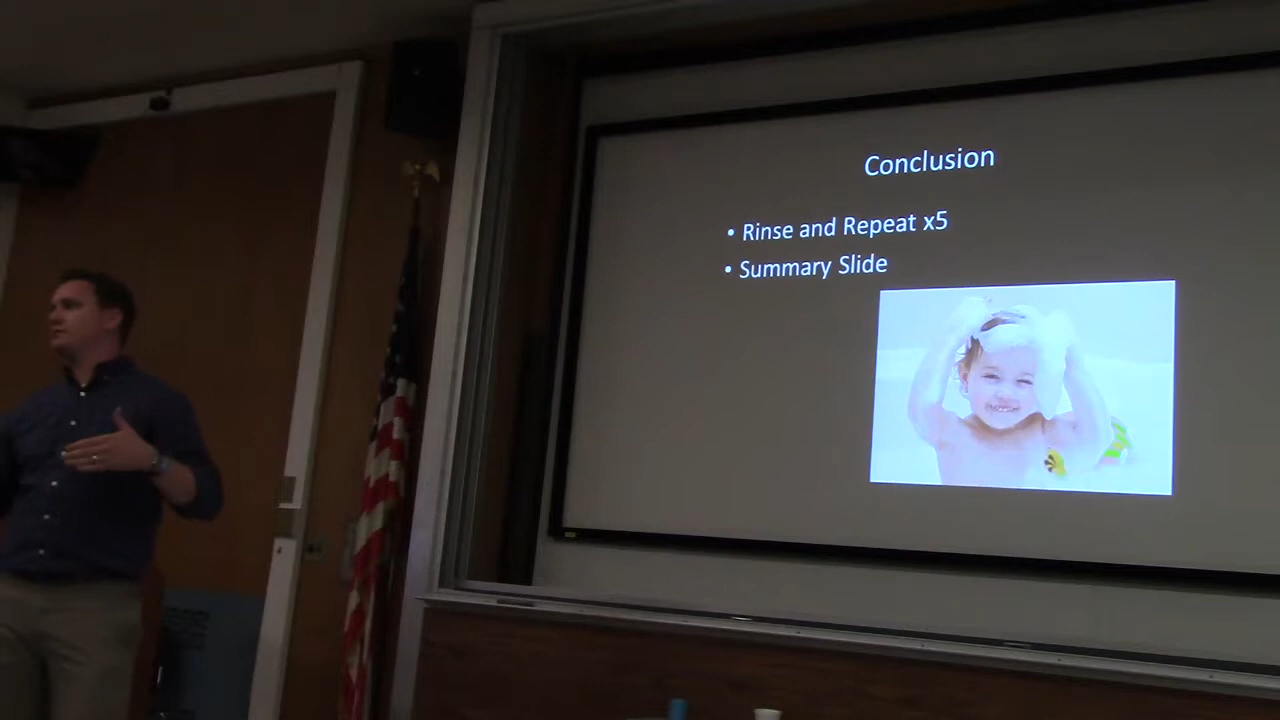 Conclusion
• Rinse and Repeat x5
• Summary Slide